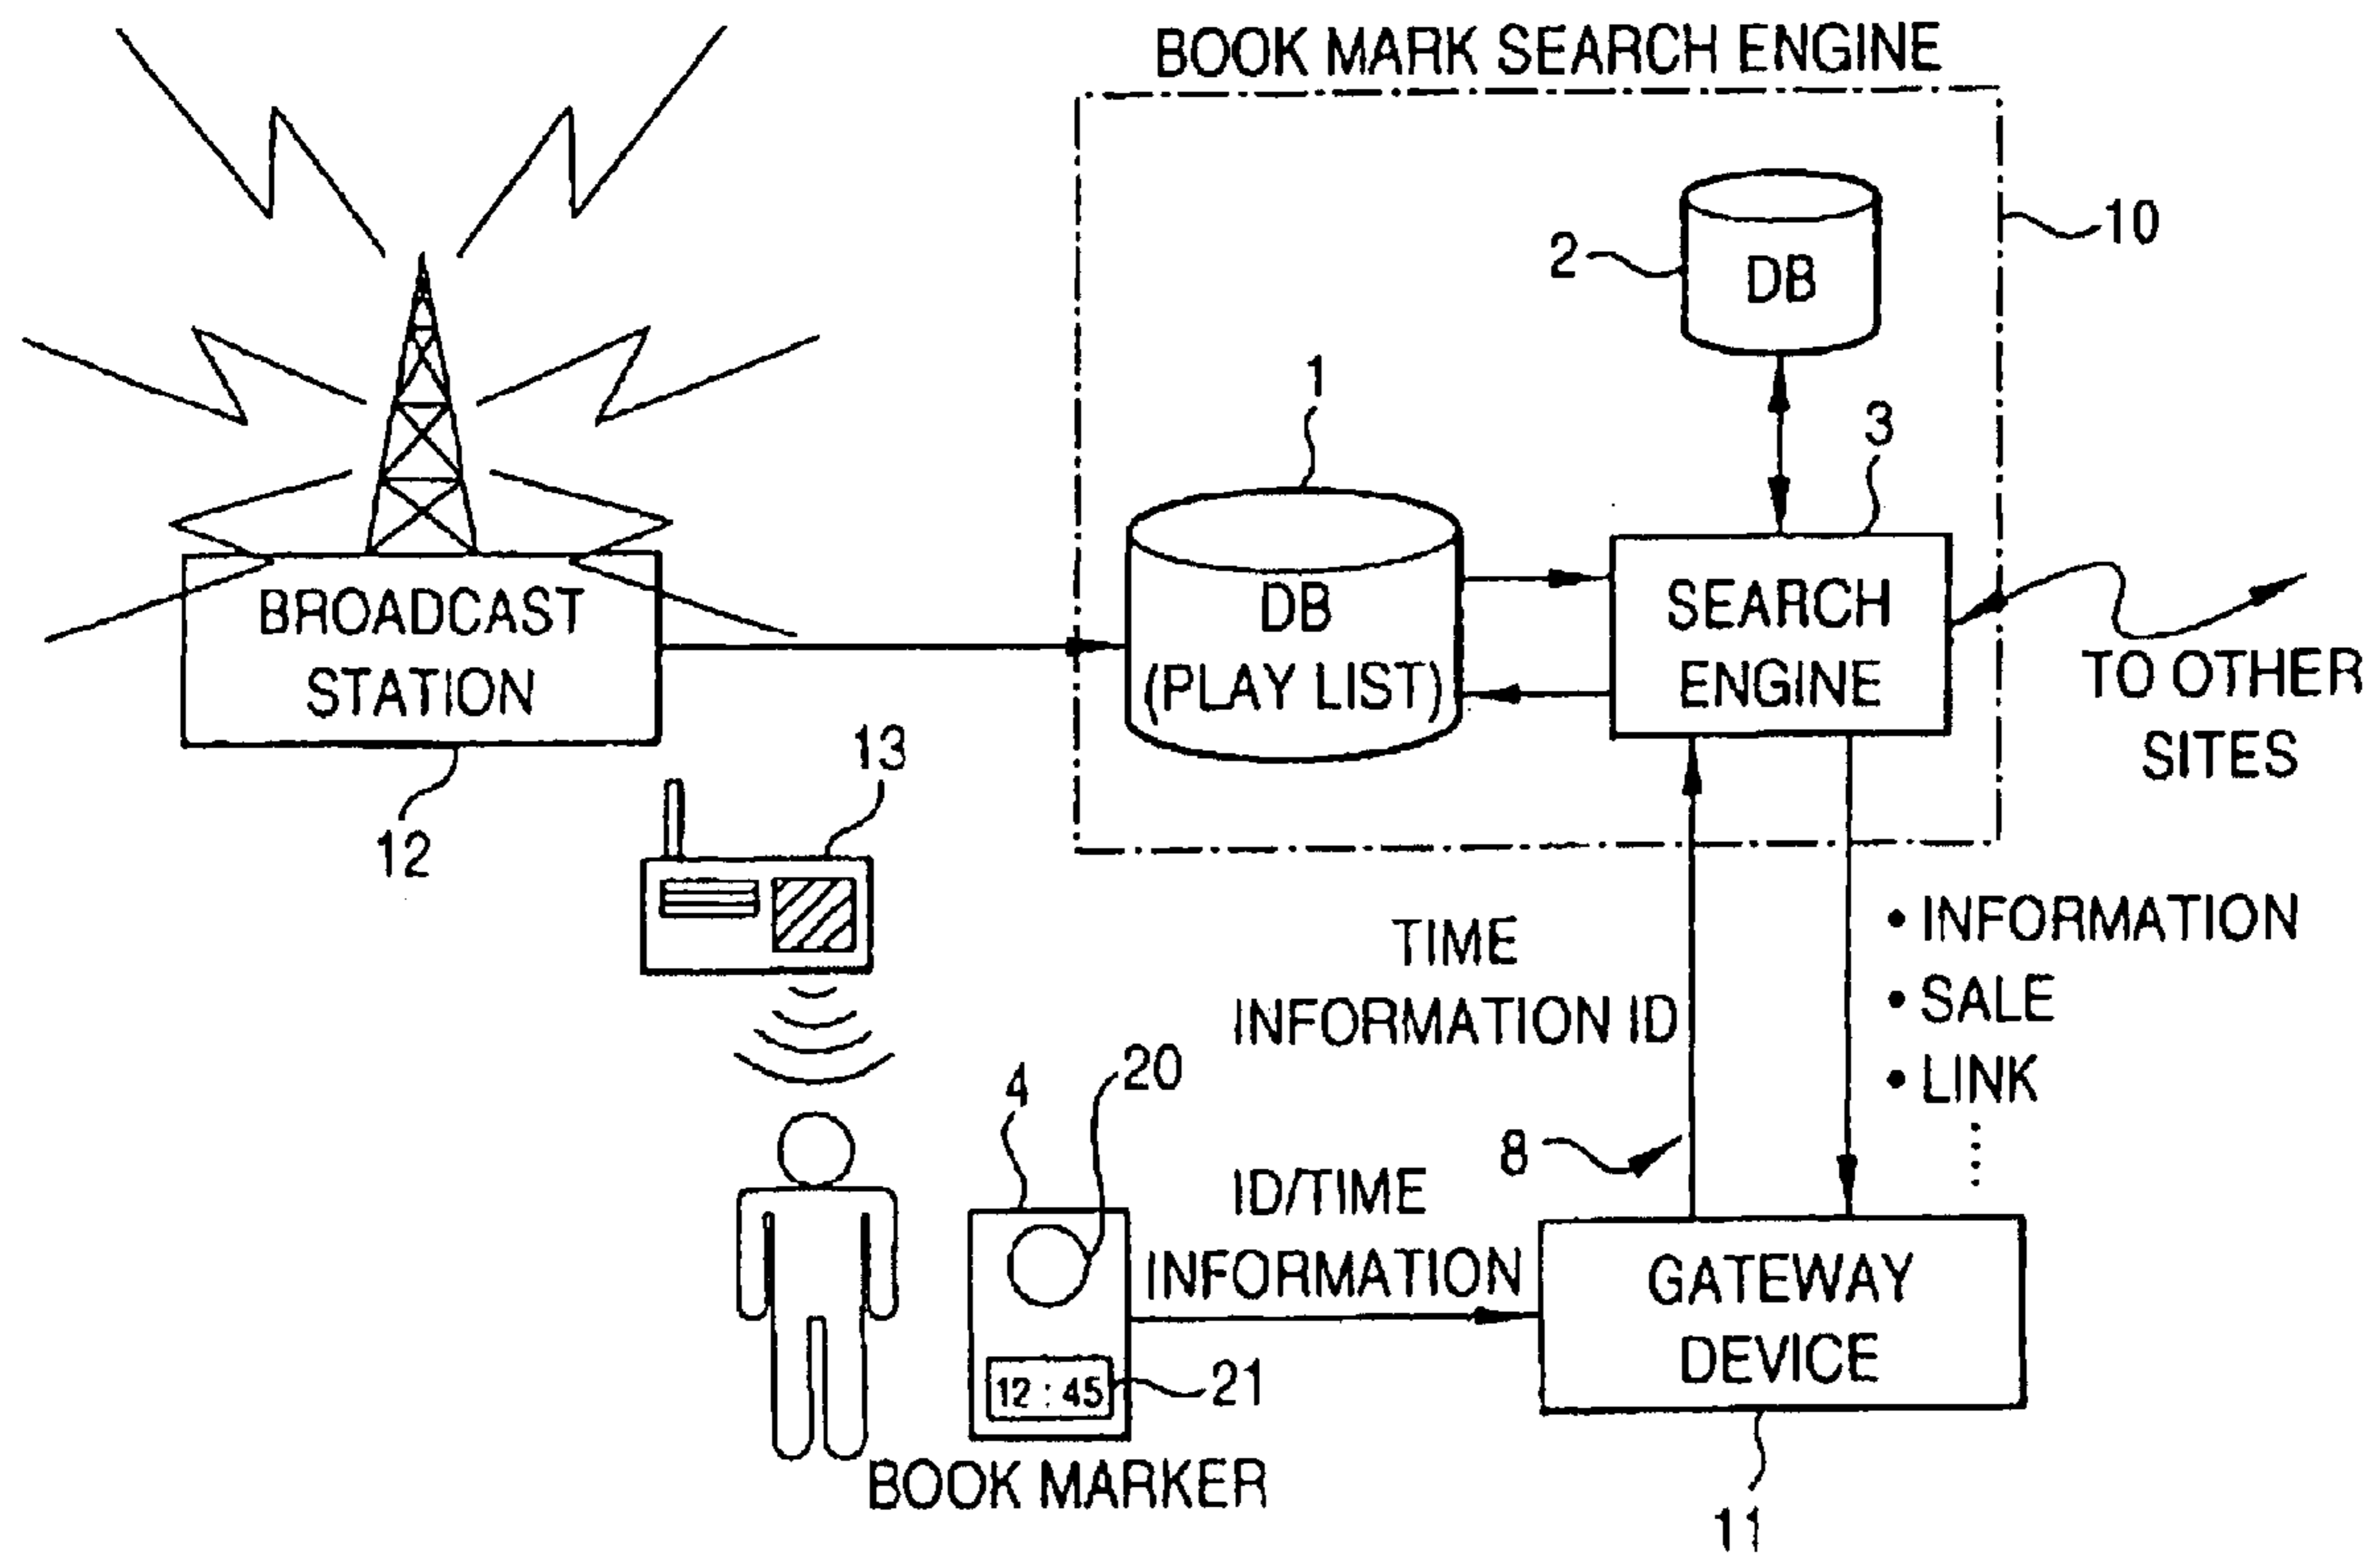 BOOK MARK SEARCH ENGINE
10
2
DB
1
3
BROADCAST
STATION
DB
(PLAY LIST)
SEARCH
ENGINE
TO OTHER
SITES
12
13
TIME
INFORMATION ID
• INFORMATION
• SALE
• LINK
8
4
20
ID/TIME
INFORMATION
12:45
21
BOOK MARKER
GATEWAY
DEVICE
11